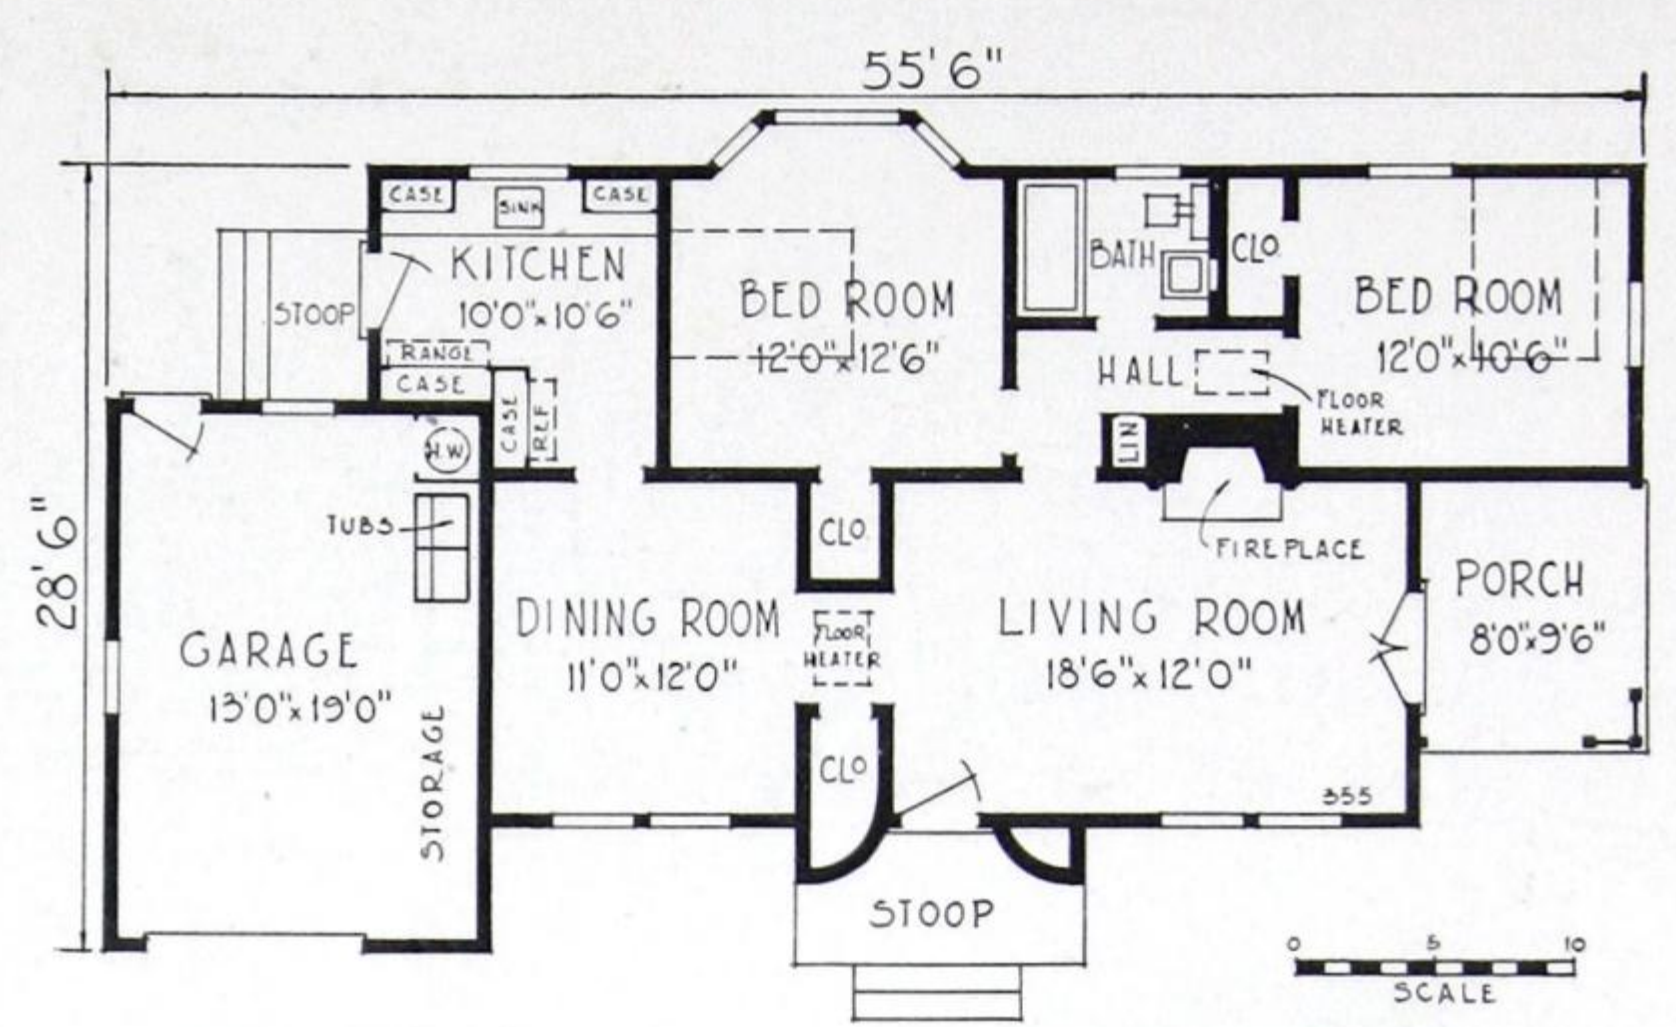 55' 6"
28' 6"
CASE
SINK
CASE
KITCHEN
10'0"x10'6"
STOOP
RANGE
CASE
CASE
REF
BED ROOM
12'0"x12'6"
BATH
CLO.
BED ROOM
12'0"x10'6"
HALL
FLOOR
HEATER
LIN
H.W
TUBS
GARAGE
13'0"x19'0"
STORAGE
DINING ROOM
11'0"x12'0"
CLO.
FLOOR
HEATER
CLO
LIVING ROOM
18'6"x12'0"
FIREPLACE
355
PORCH
8'0"x9'6"
STOOP
0 5 10
SCALE